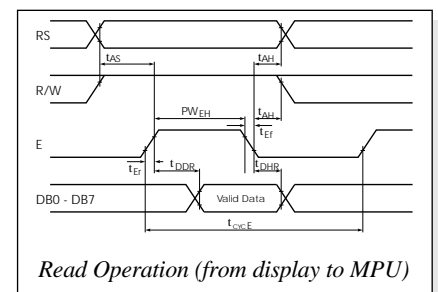 RS
tAS
tAH
R/W
PWEH
tAH
tEf
E
tEr
tDDR
tDHR
DB0 - DB7
Valid Data
tCYCE
Read Operation (from display to MPU)